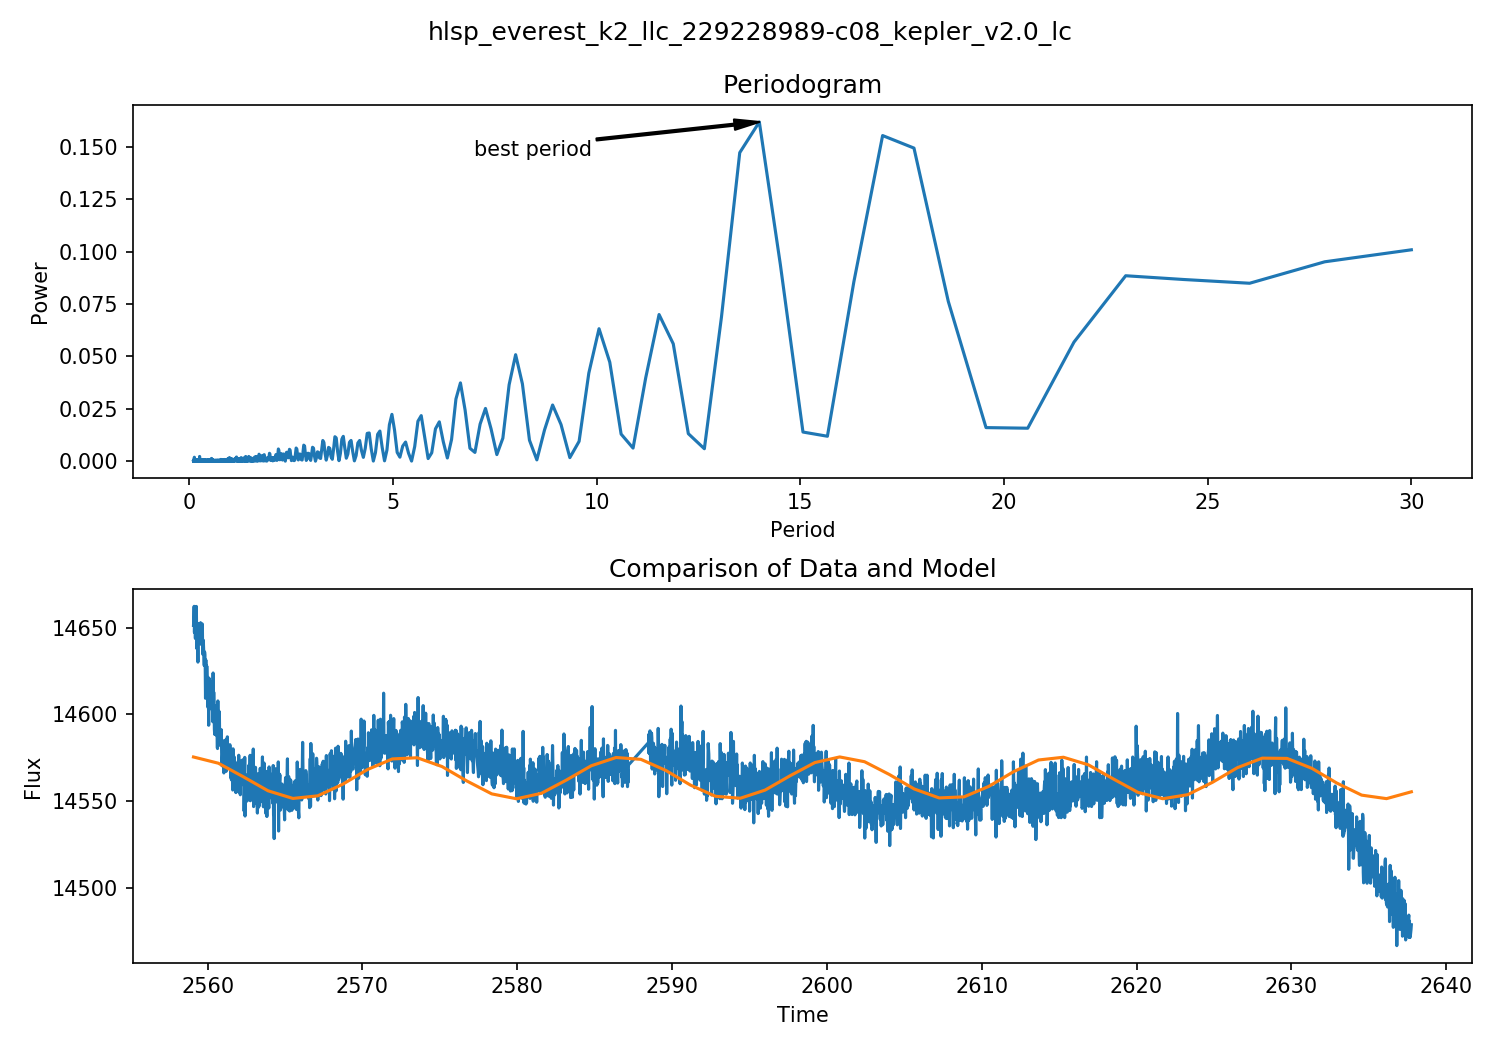 hlsp_everest_k2_llc_229228989-c08_kepler_v2.0_lc
Periodogram
best period
0.150
0.125
0.100
0.075
0.050
0.025
0.000
Power
0 5 10 15 20 25 30
Period
Comparison of Data and Model
14650
14600
14550
14500
Flux
2560 2570 2580 2590 2600 2610 2620 2630 2640
Time